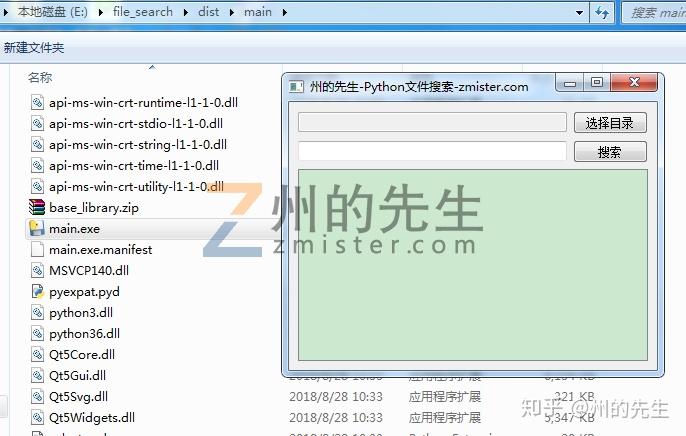 本地磁盘 (E:) ▸ file_search ▸ dist ▸ main ▸
搜索 main
新建文件夹
名称
api-ms-win-crt-runtime-l1-1-0.dll
api-ms-win-crt-stdio-l1-1-0.dll
api-ms-win-crt-string-l1-1-0.dll
api-ms-win-crt-time-l1-1-0.dll
api-ms-win-crt-utility-l1-1-0.dll
base_library.zip
main.exe
main.exe.manifest
MSVCP140.dll
pyexpat.pyd
python3.dll
python36.dll
Qt5Core.dll
Qt5Gui.dll
Qt5Svg.dll 2018/8/28 10:33 应用程序扩展 321 KB
Qt5Widgets.dll 2018/8/28 10:33 应用程序扩展 5,347 KB
州的先生-Python文件搜索-zmister.com
选择目录
搜索
州的先生
zmister.com
知乎 @州的先生